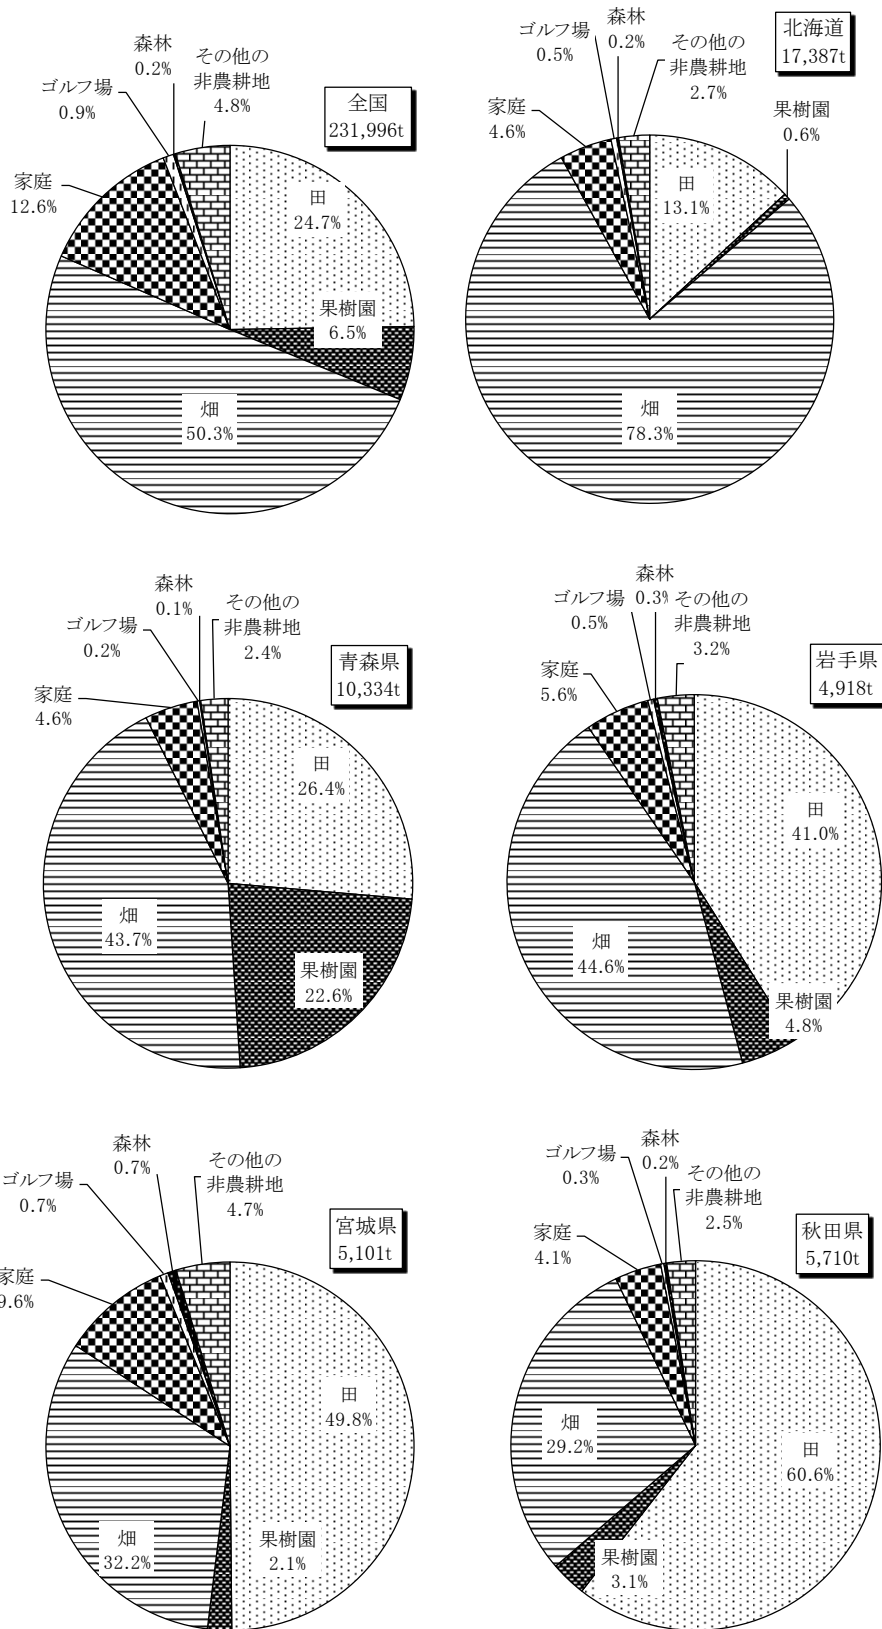 全国
231,996t
森林
0.2%
その他の
非農耕地
4.8%
ゴルフ場
0.9%
家庭
12.6%
田
24.7%
果樹園
6.5%
畑
50.3%
北海道
17,387t
ゴルフ場
0.5%
森林
0.2%
その他の
非農耕地
2.7%
果樹園
0.6%
家庭
4.6%
田
13.1%
畑
78.3%
青森県
10,334t
森林
0.1%
その他の
非農耕地
2.4%
ゴルフ場
0.2%
家庭
4.6%
田
26.4%
畑
43.7%
果樹園
22.6%
岩手県
4,918t
森林
0.3%
その他の
非農耕地
3.2%
ゴルフ場
0.5%
家庭
5.6%
田
41.0%
畑
44.6%
果樹園
4.8%
宮城県
5,101t
森林
0.7%
その他の
非農耕地
4.7%
ゴルフ場
0.7%
家庭
9.6%
田
49.8%
畑
32.2%
果樹園
2.1%
秋田県
5,710t
森林
0.2%
その他の
非農耕地
2.5%
ゴルフ場
0.3%
家庭
4.1%
畑
29.2%
田
60.6%
果樹園
3.1%